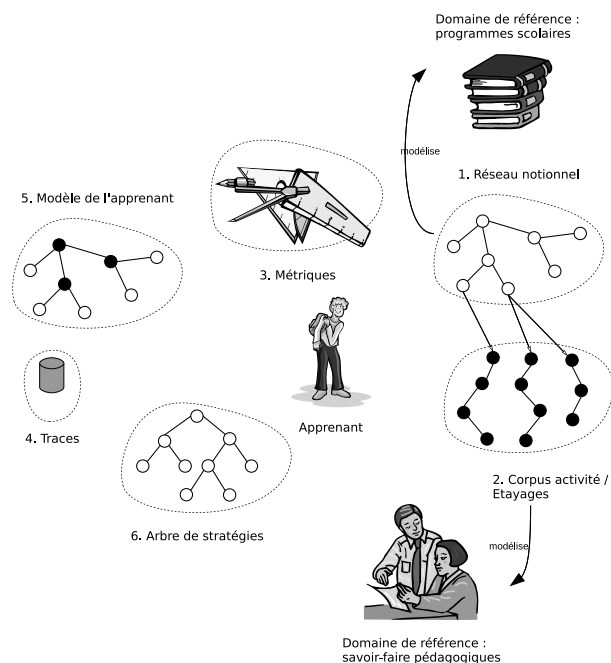 Domaine de référence :
programmes scolaires
modélise
1. Réseau notionnel
5. Modèle de l'apprenant
3. Métriques
4. Traces
Apprenant
2. Corpus activité /
Etayages
6. Arbre de stratégies
modélise
Domaine de référence :
savoir-faire pédagogiques